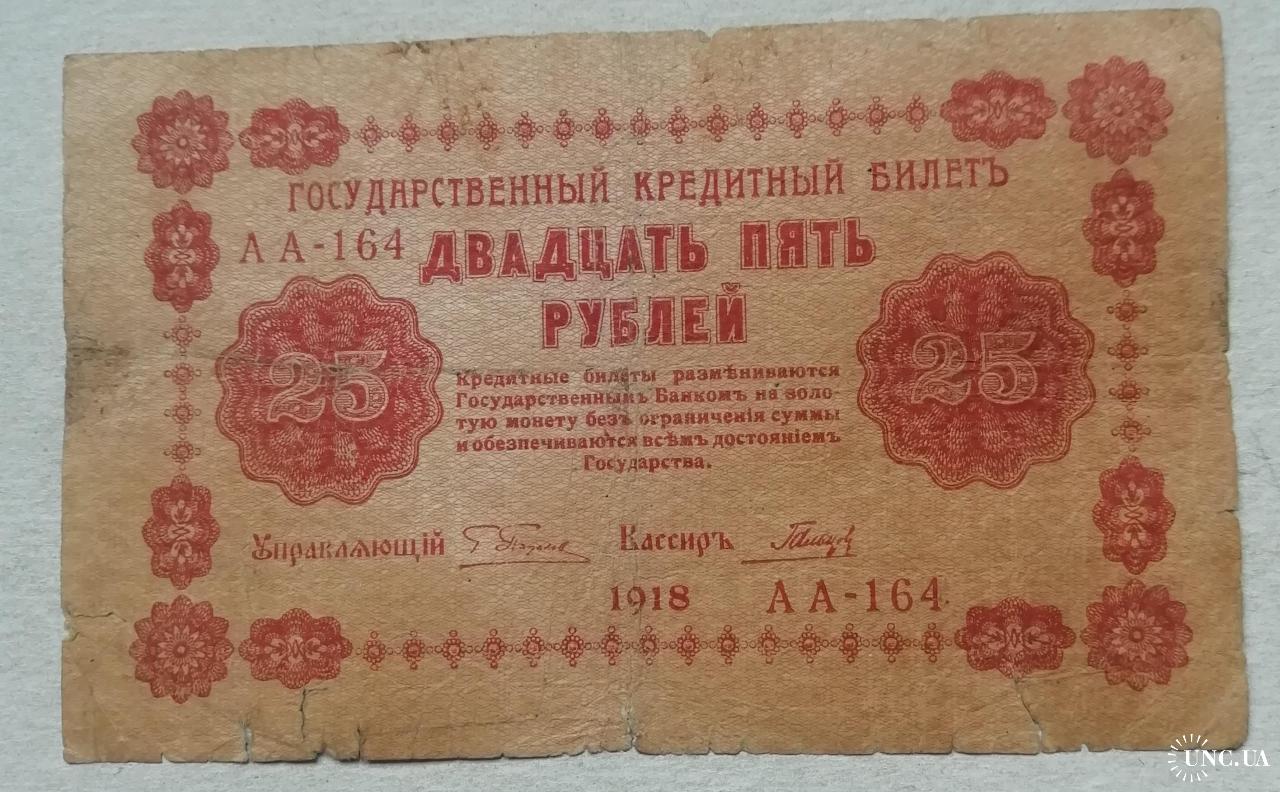 ГОСУДАРСТВЕННЫЙ КРЕДИТНЫЙ БИЛЕТЪ
АА-164 ДВАДЦАТЬ ПЯТЬ
РУБЛЕЙ
25
25
Кредитные билеты размѣниваются
Государственнымъ Банкомъ на золо-
тую монету безъ ограниченія суммы
и обезпечиваются всѣмъ достояніемъ
Государства.
Управляющій
Кассиръ
1918 АА-164
UNC.UA